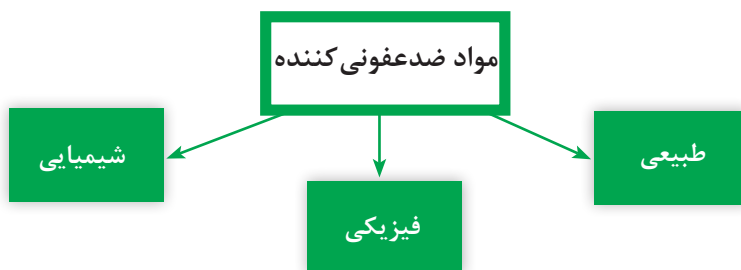 مواد ضدعفونی کننده
طبیعی
فیزیکی
شیمیایی